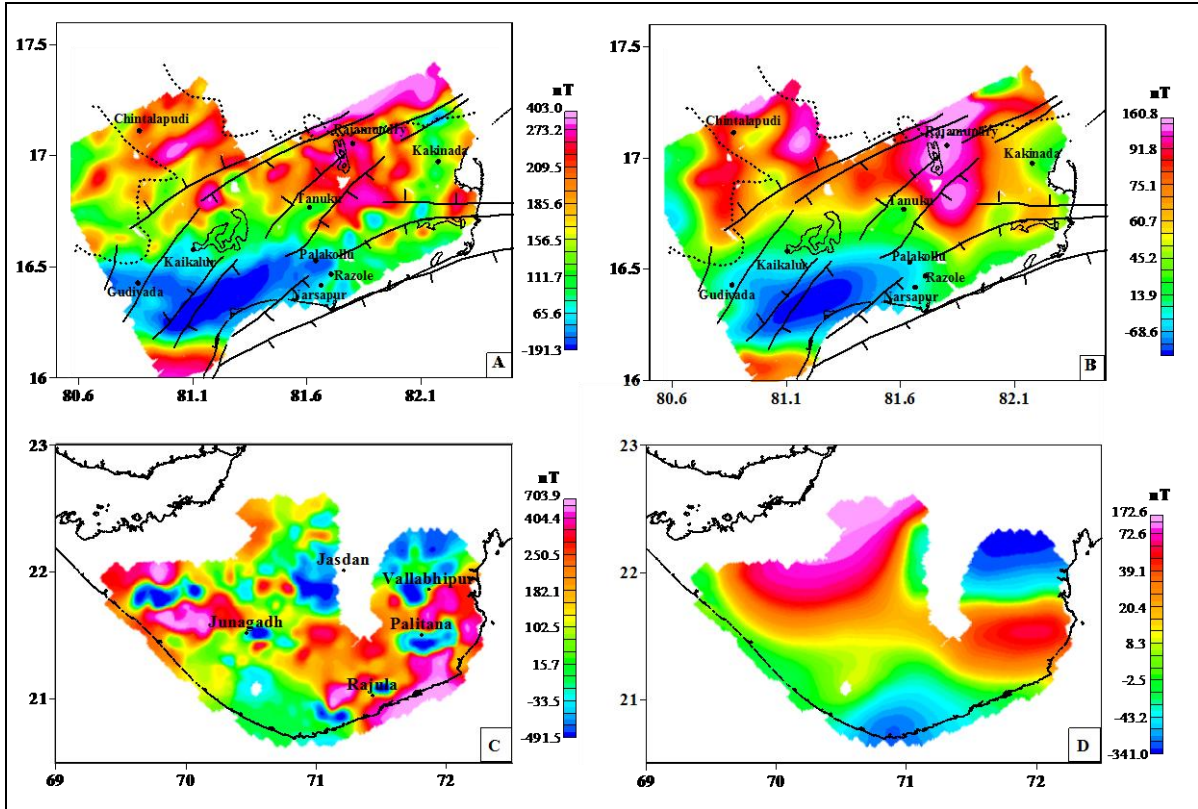 nT
17.5
403.0
273.2
209.5
185.6
156.5
111.7
65.6
-191.3
Chintalapudi
Rajamundry
17
Kakinada
Tanuku
16.5
Kaikalur
Palakollu
Razole
Gudivada
Narsapur
A
16
80.6 81.1 81.6 82.1
nT
17.5
160.8
91.8
75.1
60.7
45.2
13.9
-68.6
Chintalapudi
Rajamundry
17
Kakinada
Tanuku
16.5
Kaikalur
Palakollu
Razole
Gudivada
Narsapur
B
16
80.6 81.1 81.6 82.1
23
nT
703.9
404.4
250.5
182.1
102.5
15.7
-33.5
-491.5
22
Jasdan
Vallabhipur
Junagadh
Palitana
21
Rajula
C
69 70 71 72
23
nT
172.6
72.6
39.1
20.4
8.3
-2.5
-43.2
-341.0
22
21
D
69 70 71 72